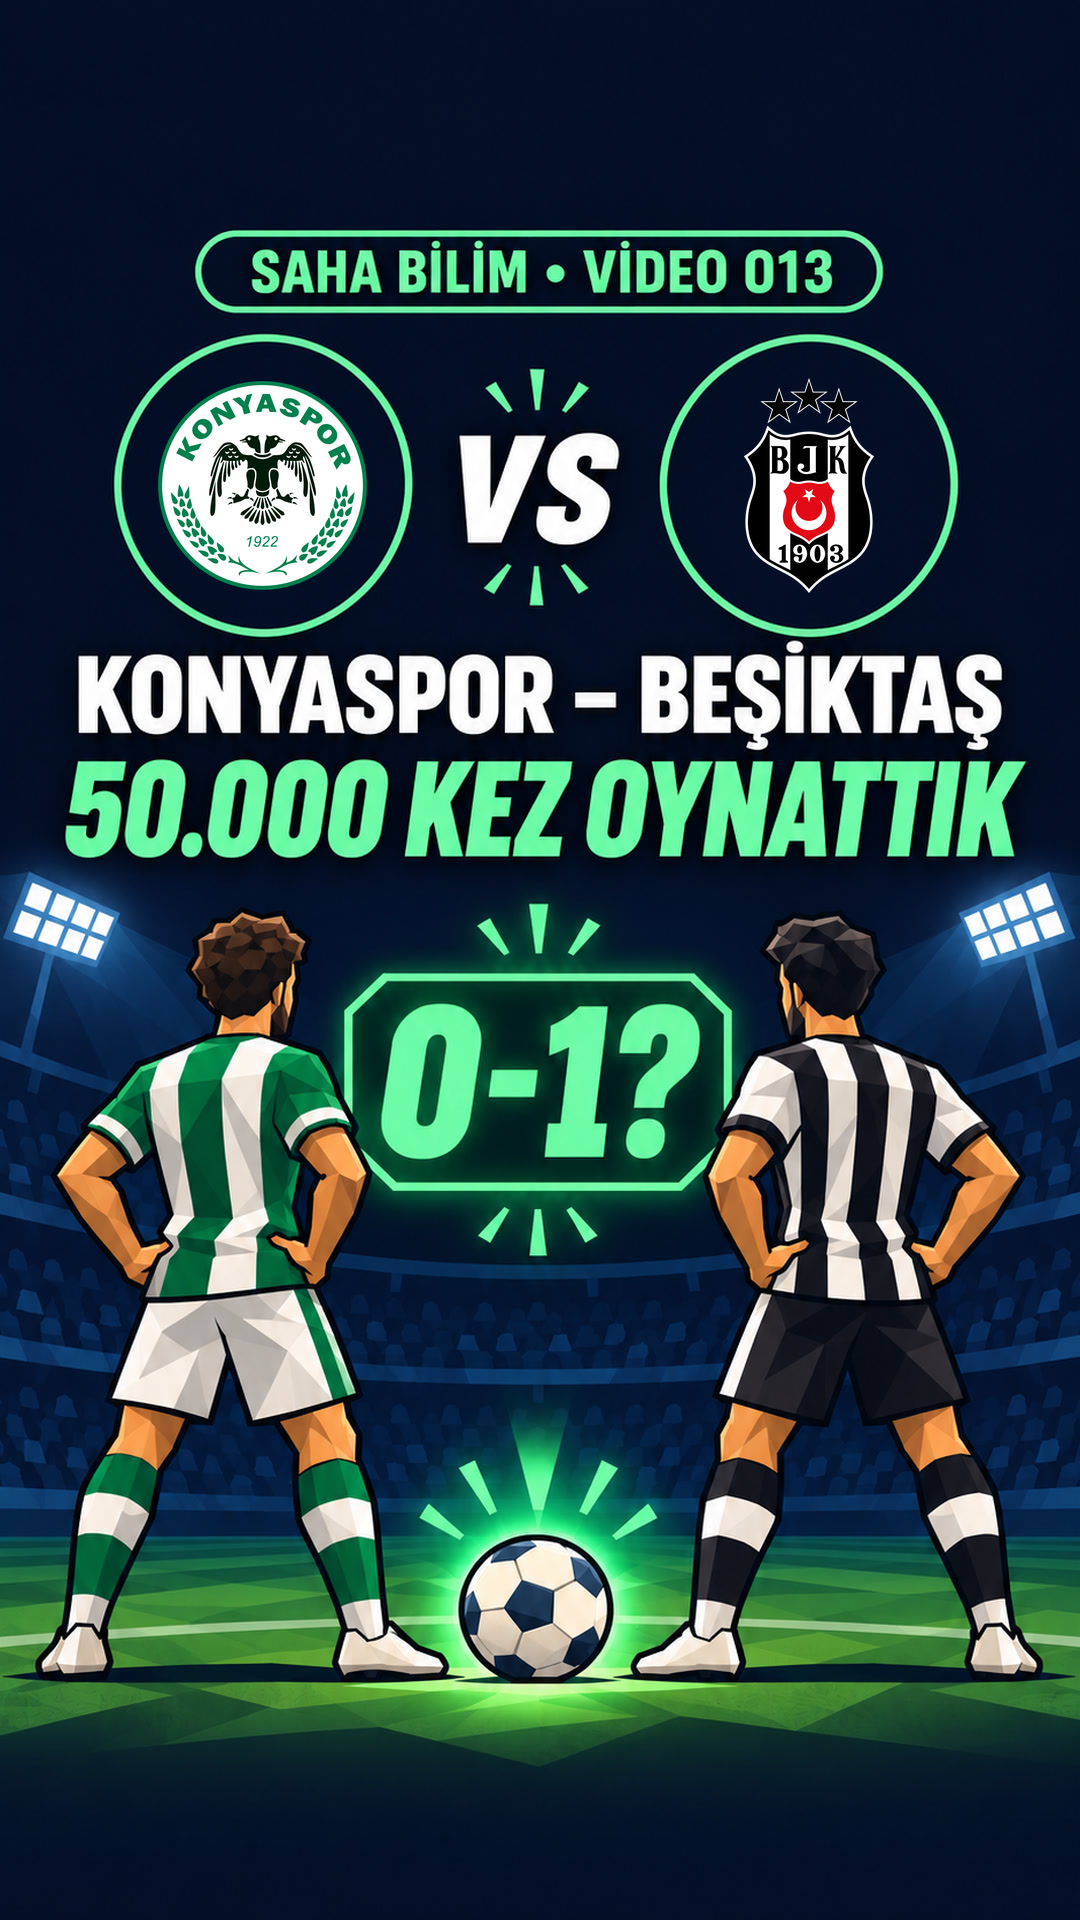 SAHA BİLİM • VİDEO 013
KONYASPOR
1922
VS
BJK
1903
KONYASPOR – BEŞİKTAŞ
50.000 KEZ OYNATTIK
0-1?